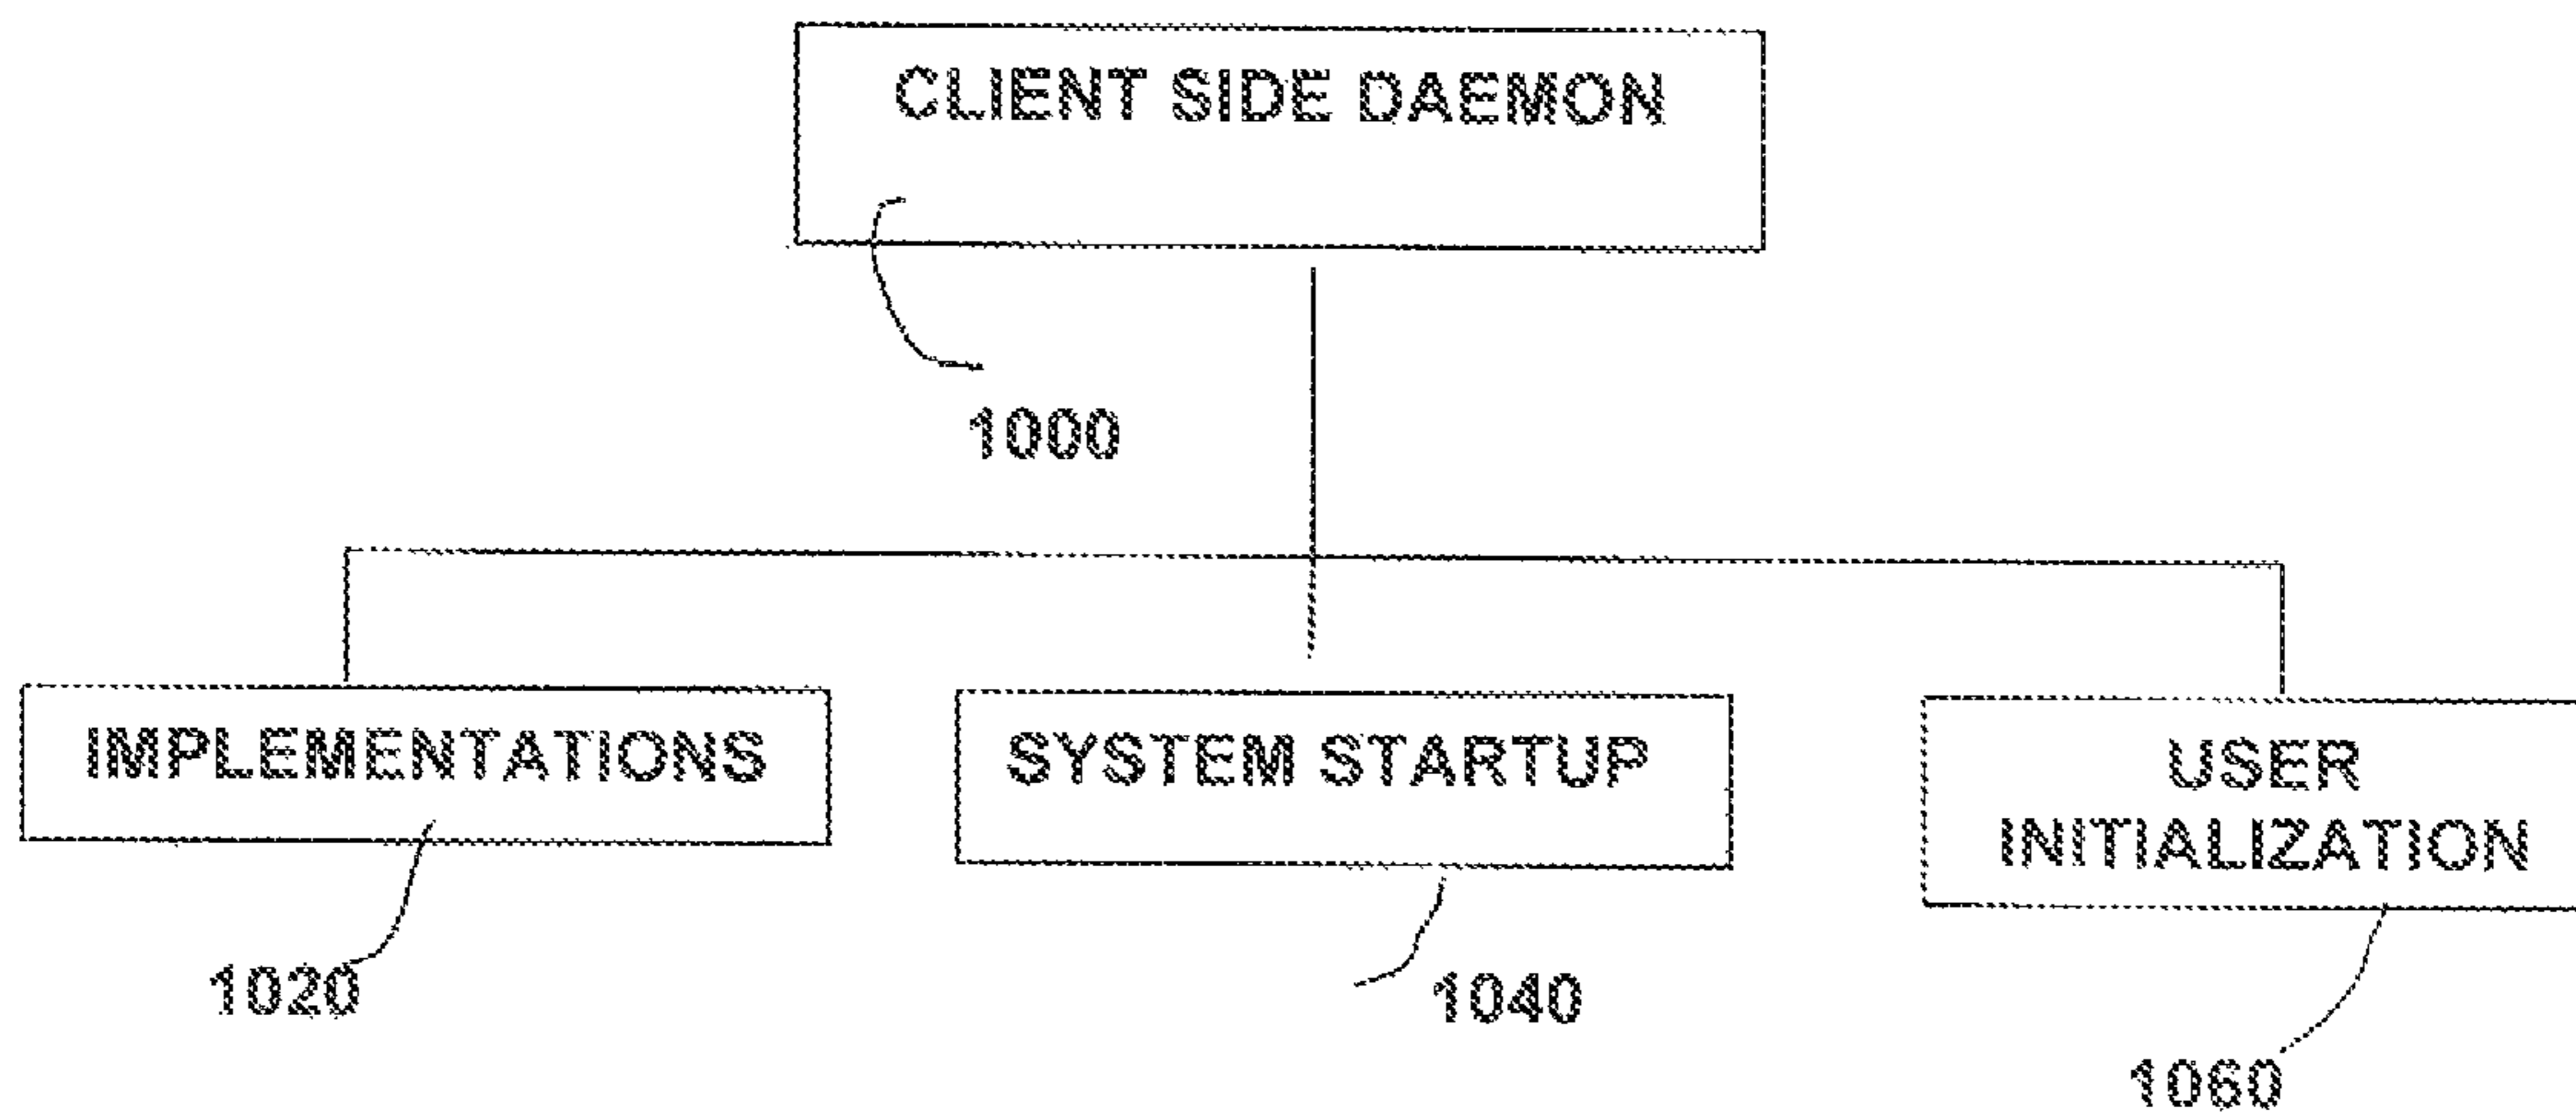 CLIENT SIDE DAEMON
1000
IMPLEMENTATIONS
SYSTEM STARTUP
USER
INITIALIZATION
1020
1040
1060